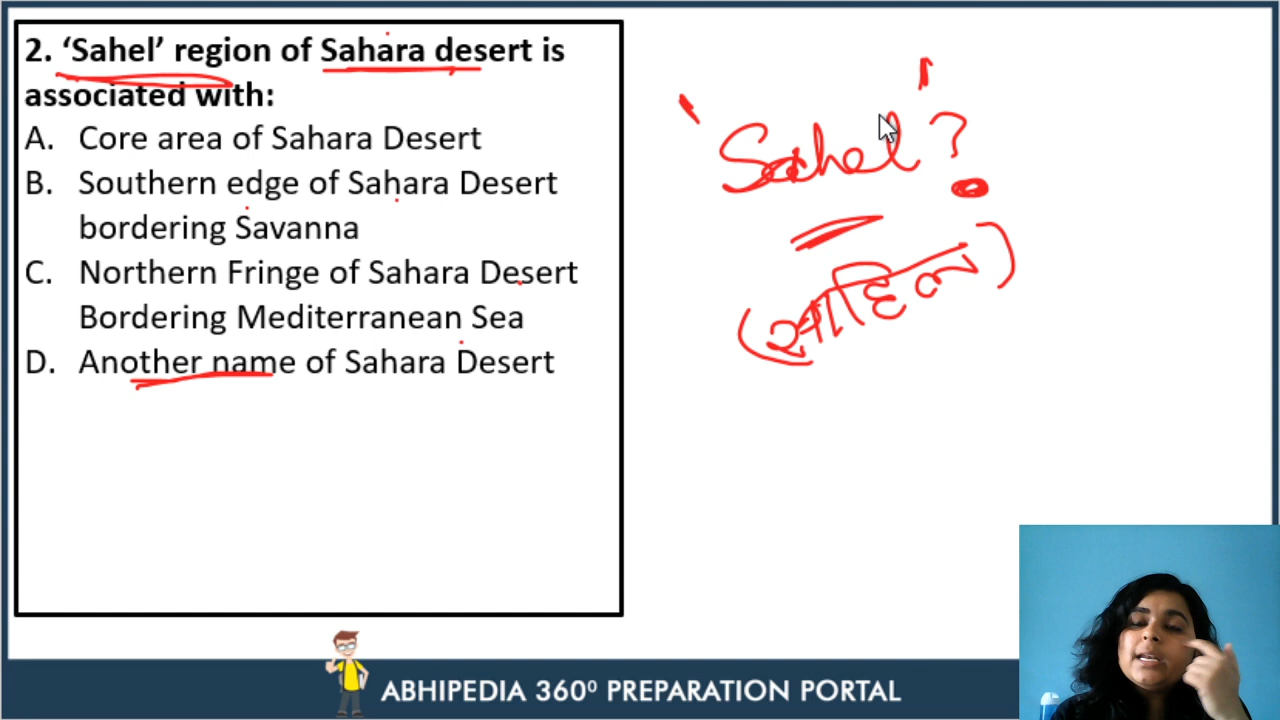 2. ‘Sahel’ region of Sahara desert is
associated with:
A. Core area of Sahara Desert
B. Southern edge of Sahara Desert
bordering Savanna
C. Northern Fringe of Sahara Desert
Bordering Mediterranean Sea
D. Another name of Sahara Desert
'Sahel'?
(साहिल)
ABHIPEDIA 360⁰ PREPARATION PORTAL